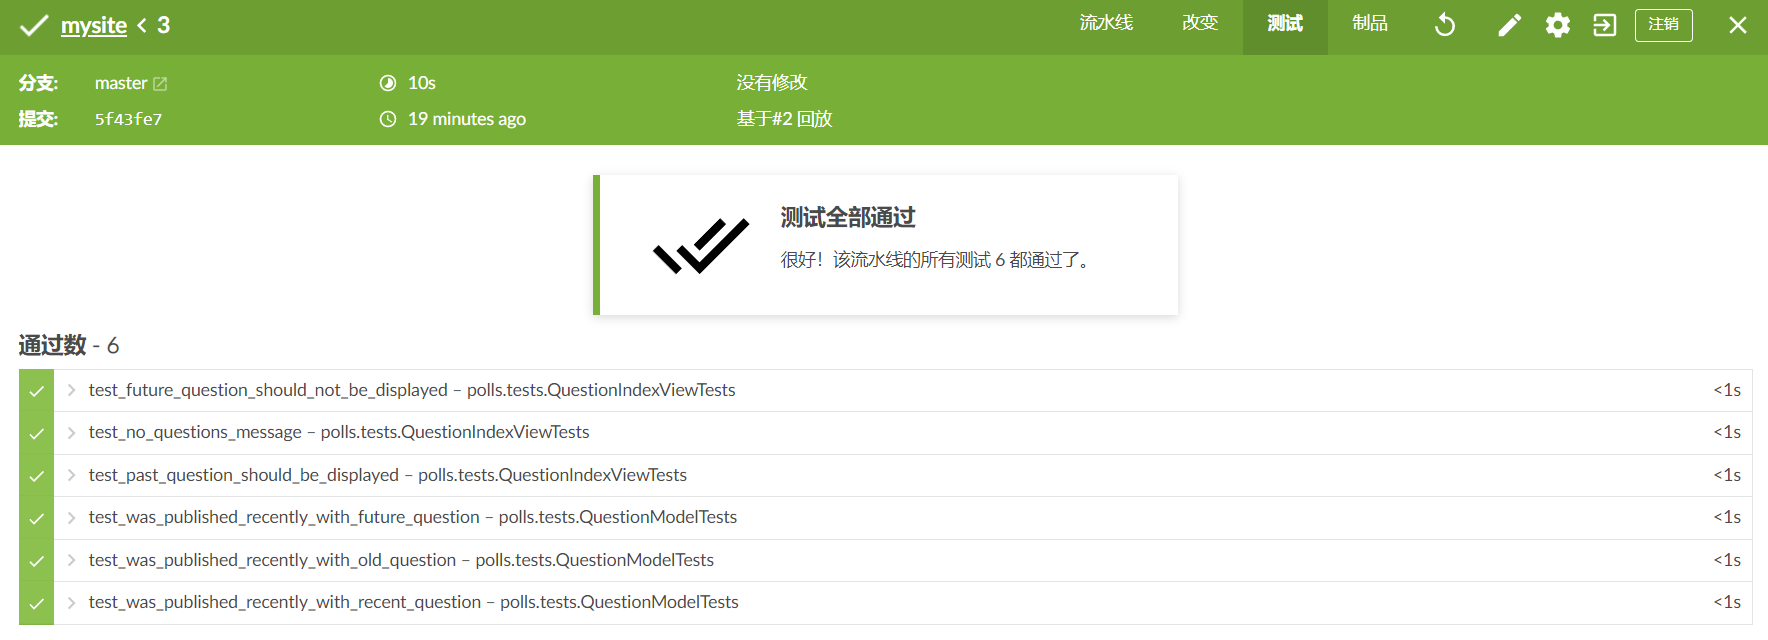 mysite < 3
流水线 改变 测试 制品 注销
分支: master 10s 没有修改
提交: 5f43fe7 19 minutes ago 基于#2 回放
测试全部通过
很好！该流水线的所有测试 6 都通过了。
通过数 - 6
test_future_question_should_not_be_displayed – polls.tests.QuestionIndexViewTests <1s
test_no_questions_message – polls.tests.QuestionIndexViewTests <1s
test_past_question_should_be_displayed – polls.tests.QuestionIndexViewTests <1s
test_was_published_recently_with_future_question – polls.tests.QuestionModelTests <1s
test_was_published_recently_with_old_question – polls.tests.QuestionModelTests <1s
test_was_published_recently_with_recent_question – polls.tests.QuestionModelTests <1s